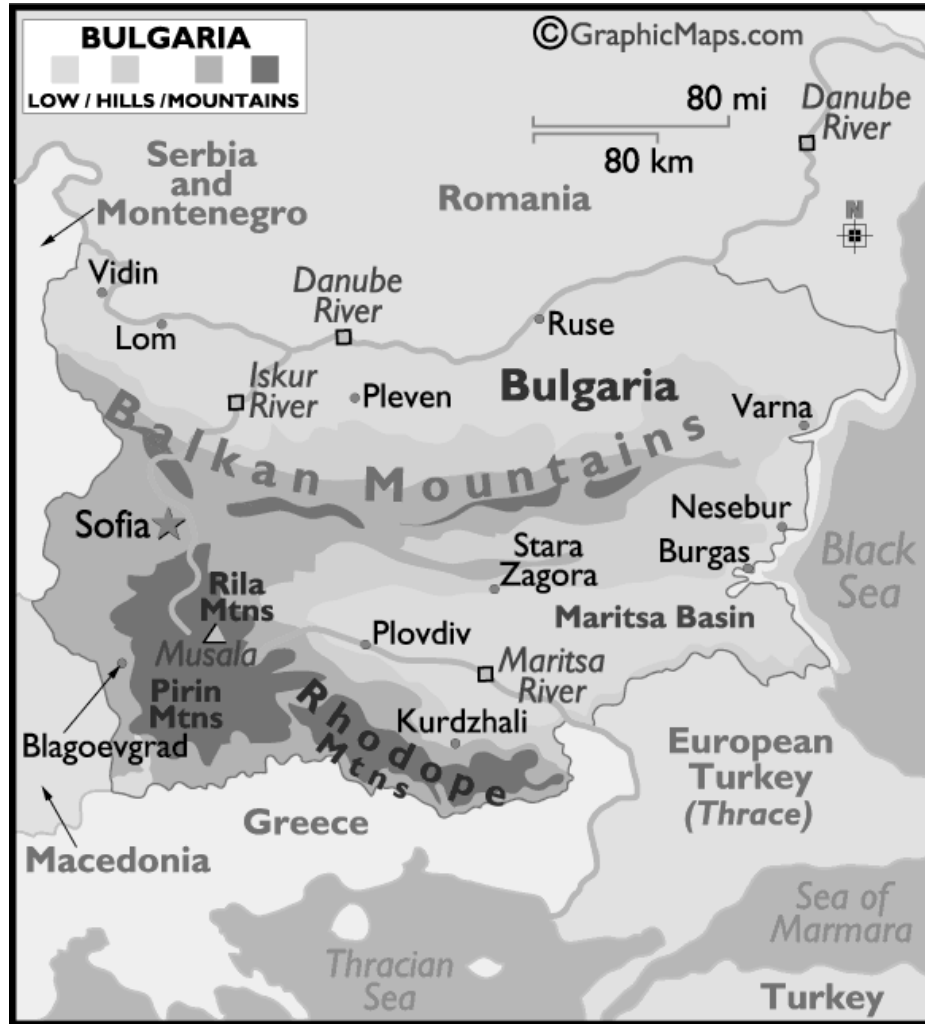 BULGARIA
LOW / HILLS / MOUNTAINS
©GraphicMaps.com
80 mi
80 km
Danube
River
Serbia
and
Montenegro
Romania
N
Vidin
Danube
River
Lom
Ruse
Iskur
River
Pleven
Bulgaria
Varna
Balkan Mountains
Sofia
Nesebur
Stara
Zagora
Burgas
Black
Sea
Rila
Mtns
Maritsa Basin
Musala
Plovdiv
Maritsa
River
Pirin
Mtns
Rhodope
Mtns
Kurdzhali
Blagoevgrad
European
Turkey
(Thrace)
Greece
Macedonia
Sea of
Marmara
Thracian
Sea
Turkey